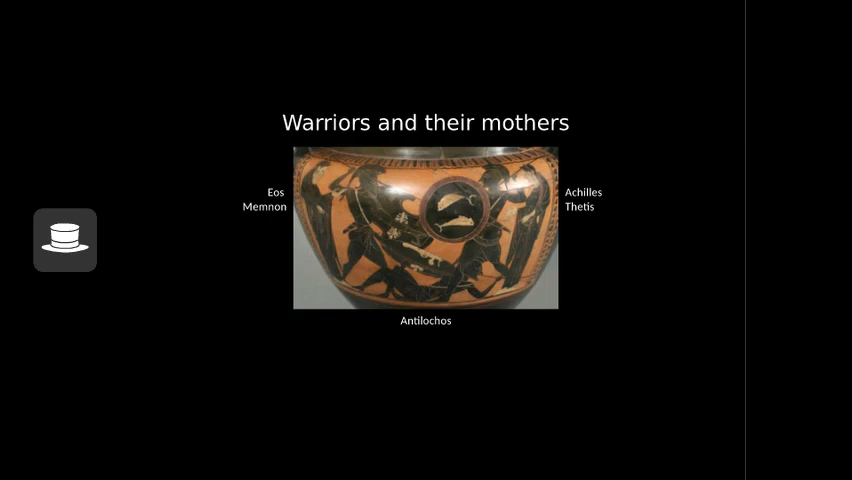 Warriors and their mothers
Eos
Memnon
Achilles
Thetis
Antilochos